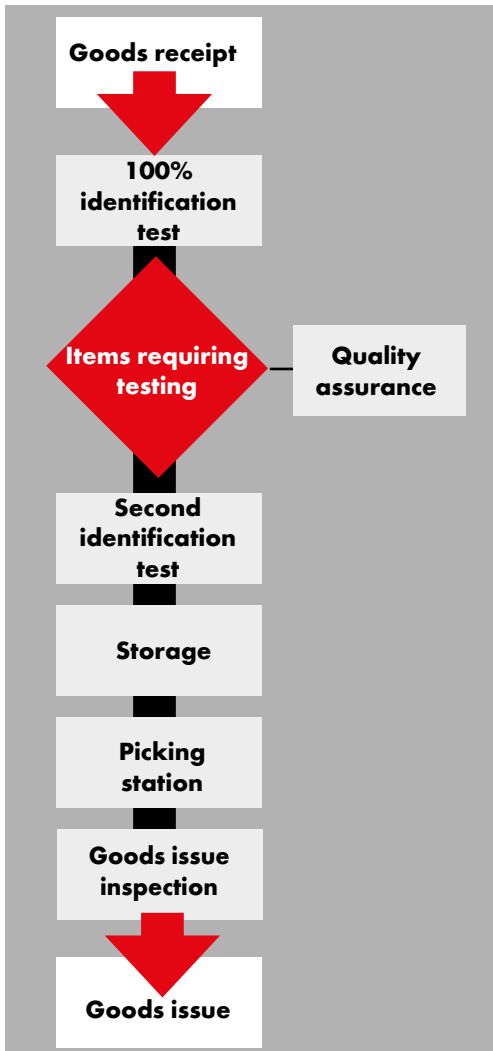 Goods receipt
100%
identification
test
Items requiring
testing
Quality
assurance
Second
identification
test
Storage
Picking
station
Goods issue
inspection
Goods issue